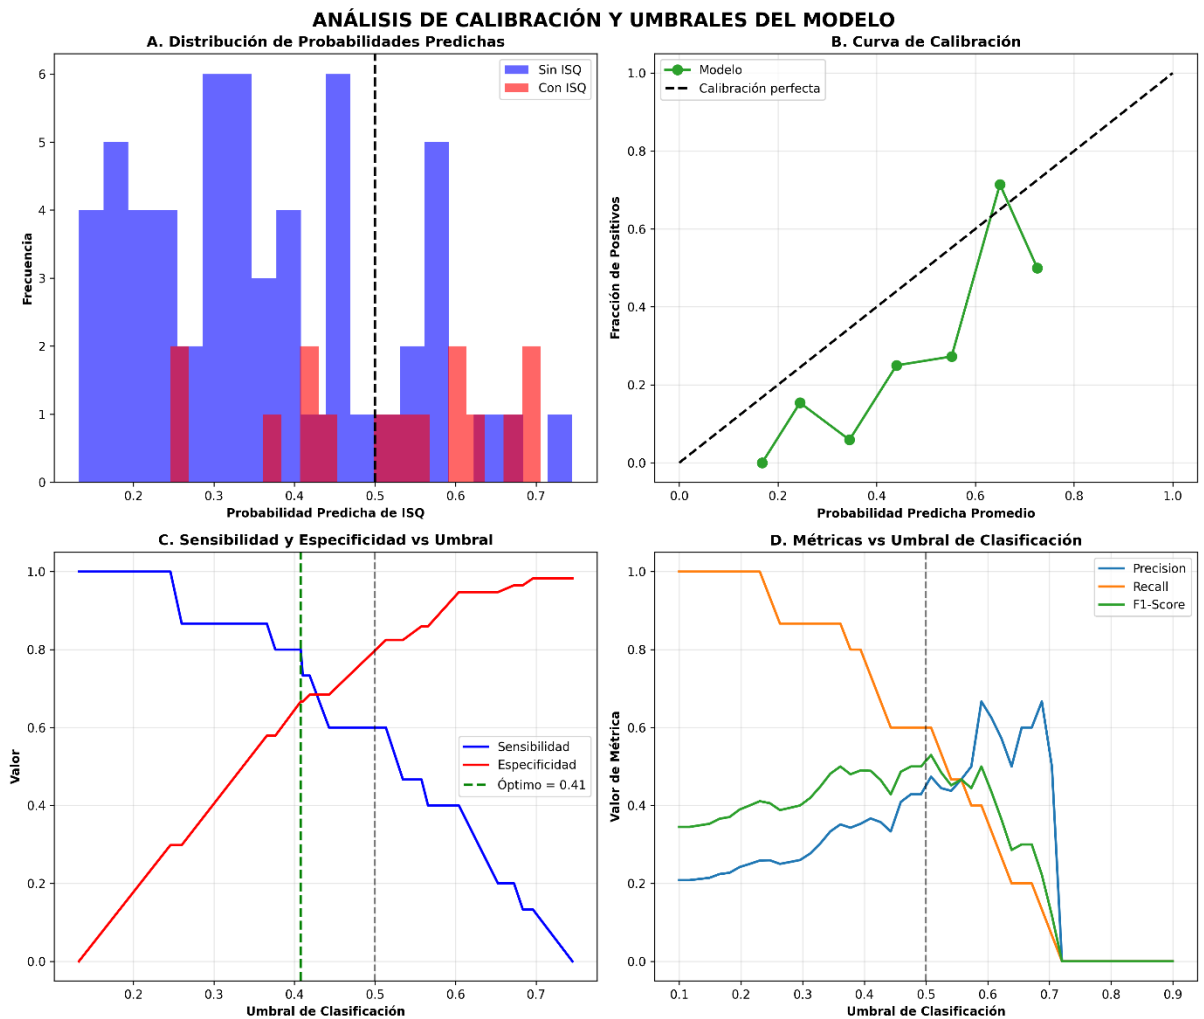 ANÁLISIS DE CALIBRACIÓN Y UMBRALES DEL MODELO
A. Distribución de Probabilidades Predichas
Sin ISQ
Con ISQ
Frecuencia
6
5
4
3
2
1
0
0.2
0.3
0.4
0.5
0.6
0.7
Probabilidad Predicha de ISQ
B. Curva de Calibración
Modelo
Calibración perfecta
Fracción de Positivos
1.0
0.8
0.6
0.4
0.2
0.0
0.0
0.2
0.4
0.6
0.8
1.0
Probabilidad Predicha Promedio
C. Sensibilidad y Especificidad vs Umbral
Valor
1.0
0.8
0.6
0.4
0.2
0.0
Sensibilidad
Especificidad
Óptimo = 0.41
0.2
0.3
0.4
0.5
0.6
0.7
Umbral de Clasificación
D. Métricas vs Umbral de Clasificación
Precision
Recall
F1-Score
Valor de Métrica
1.0
0.8
0.6
0.4
0.2
0.0
0.1
0.2
0.3
0.4
0.5
0.6
0.7
0.8
0.9
Umbral de Clasificación